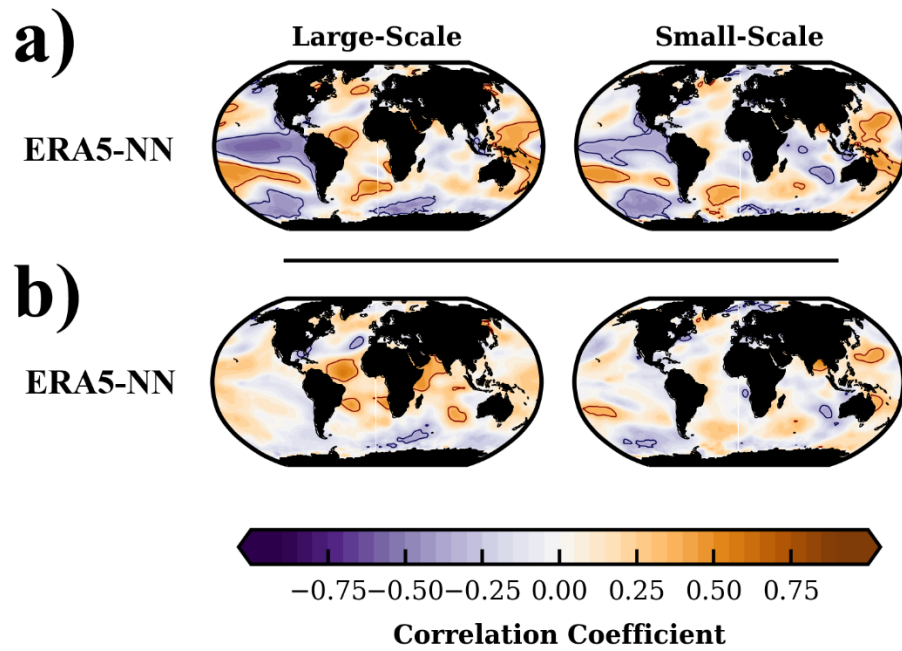 a)
Large-Scale
Small-Scale
ERA5-NN
b)
ERA5-NN
−0.75−0.50−0.25 0.00 0.25 0.50 0.75
Correlation Coefficient